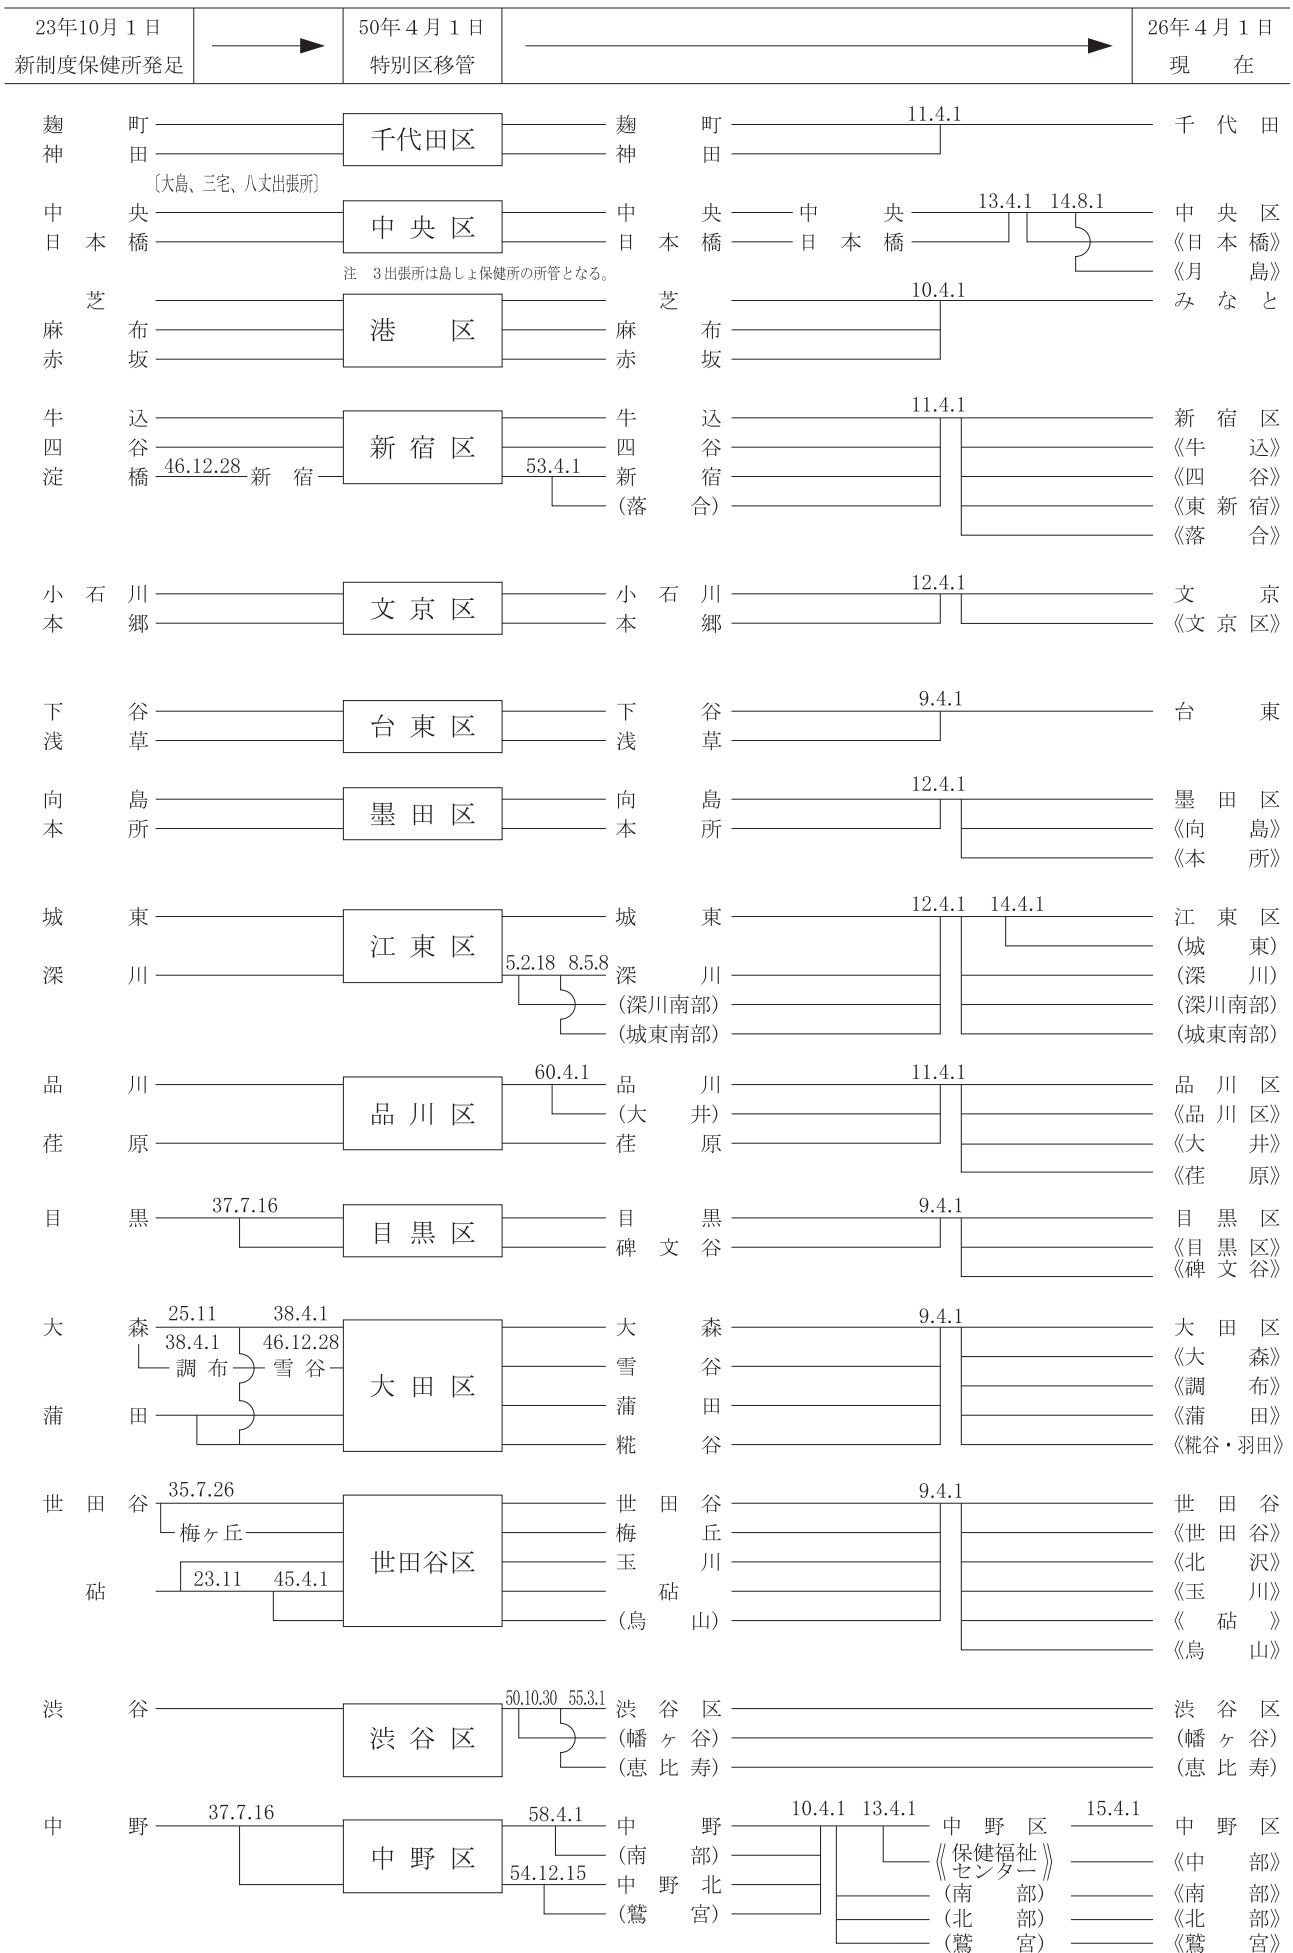 23年10月１日 50年４月１日 26年４月１日
新制度保健所発足 特別区移管 現在
麹町 千代田区 麹町 11.4.1 千代田
神田 神田
〔大島、三宅、八丈出張所〕
中央 中央区 中央 中央 13.4.1 14.8.1 中央区
日本橋 日本橋 日本橋 《日本橋》
注　３出張所は島しょ保健所の所管となる。 《月島》
芝 港区 芝 10.4.1 みなと
麻布 麻布
赤坂 赤坂
牛込 新宿区 牛込 11.4.1 新宿区
四谷 四谷 《牛込》
淀橋 46.12.28 新宿 53.4.1 新宿 《四谷》
(落合) 《東新宿》
《落合》
小石川 文京区 小石川 12.4.1 文京
本郷 本郷 《文京区》
下谷 台東区 下谷 9.4.1 台東
浅草 浅草
向島 墨田区 向島 12.4.1 墨田区
本所 本所 《向島》
《本所》
城東 江東区 城東 12.4.1 14.4.1 江東区
(城東)
深川 5.2.18 8.5.8 深川 (深川)
(深川南部) (深川南部)
(城東南部) (城東南部)
品川 品川区 60.4.1 品川 11.4.1 品川区
(大井) 《品川区》
荏原 荏原 《大井》
《荏原》
目黒 37.7.16 目黒区 目黒 9.4.1 目黒区
碑文谷 《目黒区》
《碑文谷》
大森 25.11 38.4.1 大田区 大森 9.4.1 大田区
38.4.1 46.12.28 《大森》
調布 雪谷 雪谷 《調布》
蒲田 蒲田 《蒲田》
糀谷 《糀谷・羽田》
世田谷 35.7.26 世田谷区 世田谷 9.4.1 世田谷
梅ヶ丘 梅丘 《世田谷》
玉川 《北沢》
砧 23.11 45.4.1 砧 《玉川》
(烏山) 《砧》
《烏山》
渋谷 渋谷区 50.10.30 55.3.1 渋谷区 渋谷区
(幡ヶ谷) (幡ヶ谷)
(恵比寿) (恵比寿)
中野 37.7.16 中野区 58.4.1 中野 10.4.1 13.4.1 中野区 15.4.1 中野区
(南部) 《保健福祉センター》 《中部》
54.12.15 中野北 (南部) 《南部》
(鷺宮) (北部) 《北部》
(鷺宮) 《鷺宮》